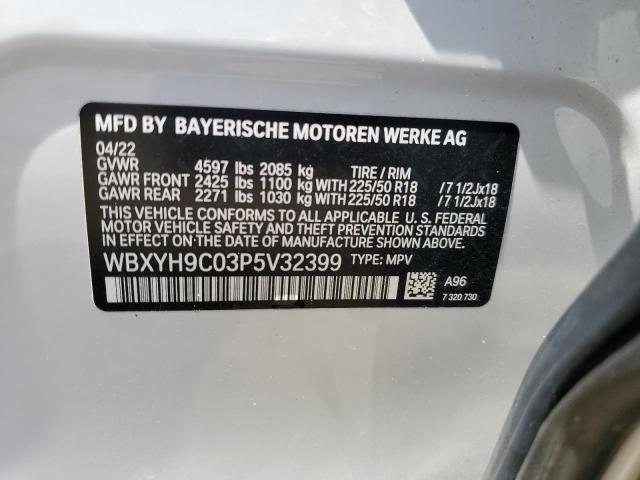 MFD BY BAYERISCHE MOTOREN WERKE AG
04/22
GVWR 4597 lbs 2085 kg TIRE / RIM
GAWR FRONT 2425 lbs 1100 kg WITH 225/50 R18 /7 1/2Jx18
GAWR REAR 2271 lbs 1030 kg WITH 225/50 R18 /7 1/2Jx18
THIS VEHICLE CONFORMS TO ALL APPLICABLE U. S. FEDERAL
MOTOR VEHICLE SAFETY AND THEFT PREVENTION
STANDARDS IN EFFECT ON THE DATE OF MANUFACTURE
SHOWN ABOVE.
WBXYH9C03P5V32399 TYPE: MPV
A96
7 320 730